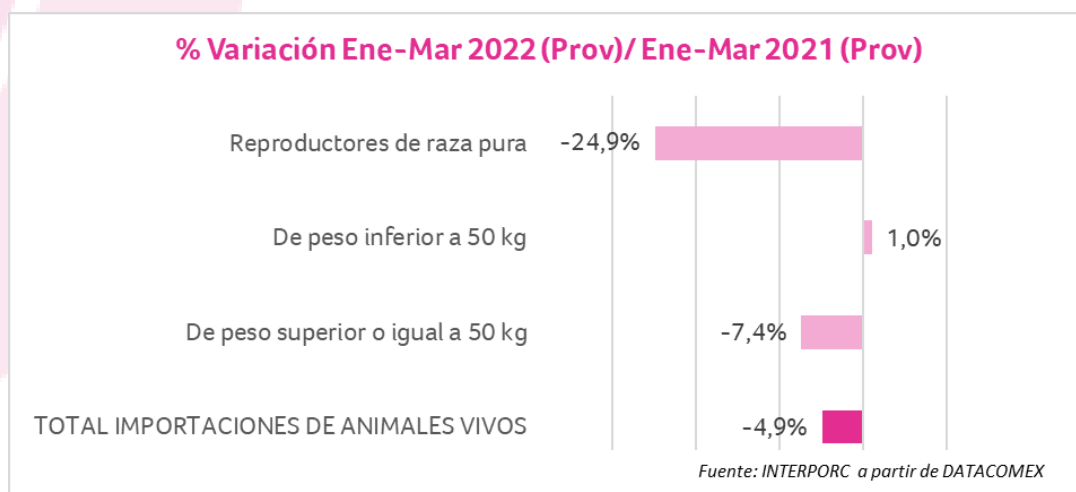 % Variación Ene-Mar 2022 (Prov)/ Ene-Mar 2021 (Prov)
Reproductores de raza pura -24,9%
De peso inferior a 50 kg 1,0%
De peso superior o igual a 50 kg -7,4%
TOTAL IMPORTACIONES DE ANIMALES VIVOS -4,9%
Fuente: INTERPORC a partir de DATACOMEX